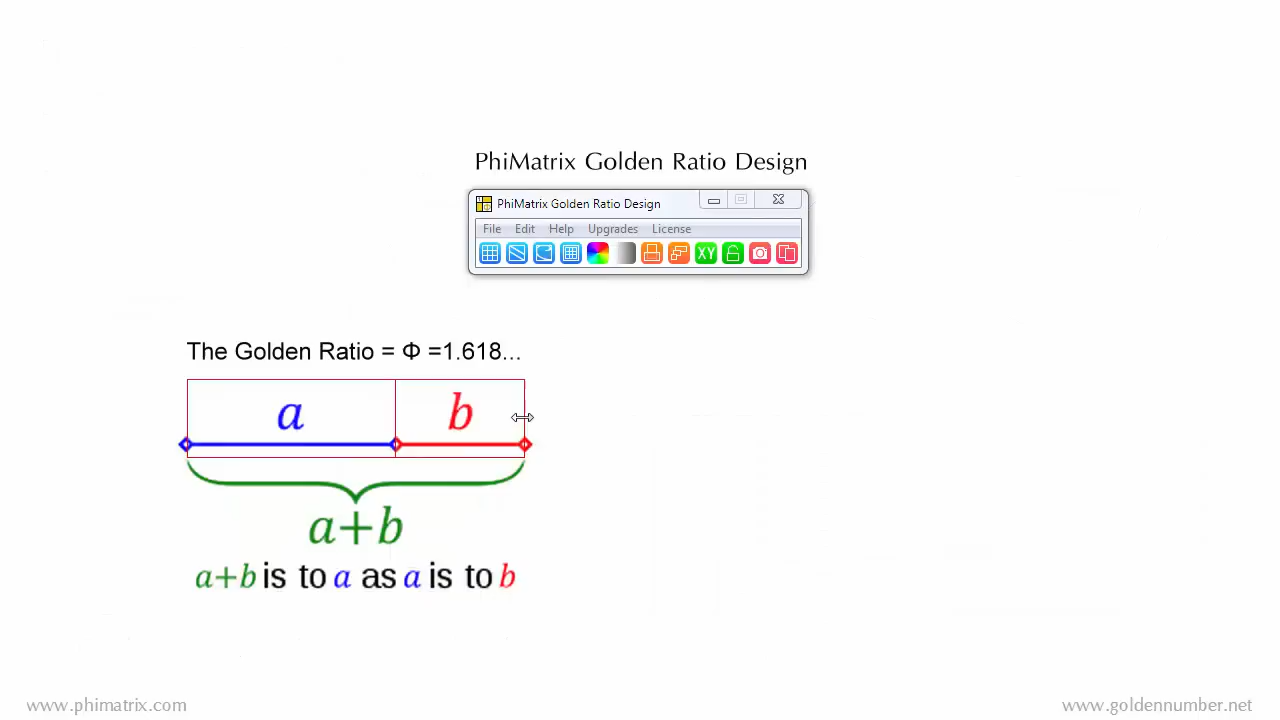 PhiMatrix Golden Ratio Design
PhiMatrix Golden Ratio Design
File Edit Help Upgrades License
XY
The Golden Ratio = Φ =1.618...
a b
a+b
a+b is to a as a is to b
www.phimatrix.com www.goldennumber.net